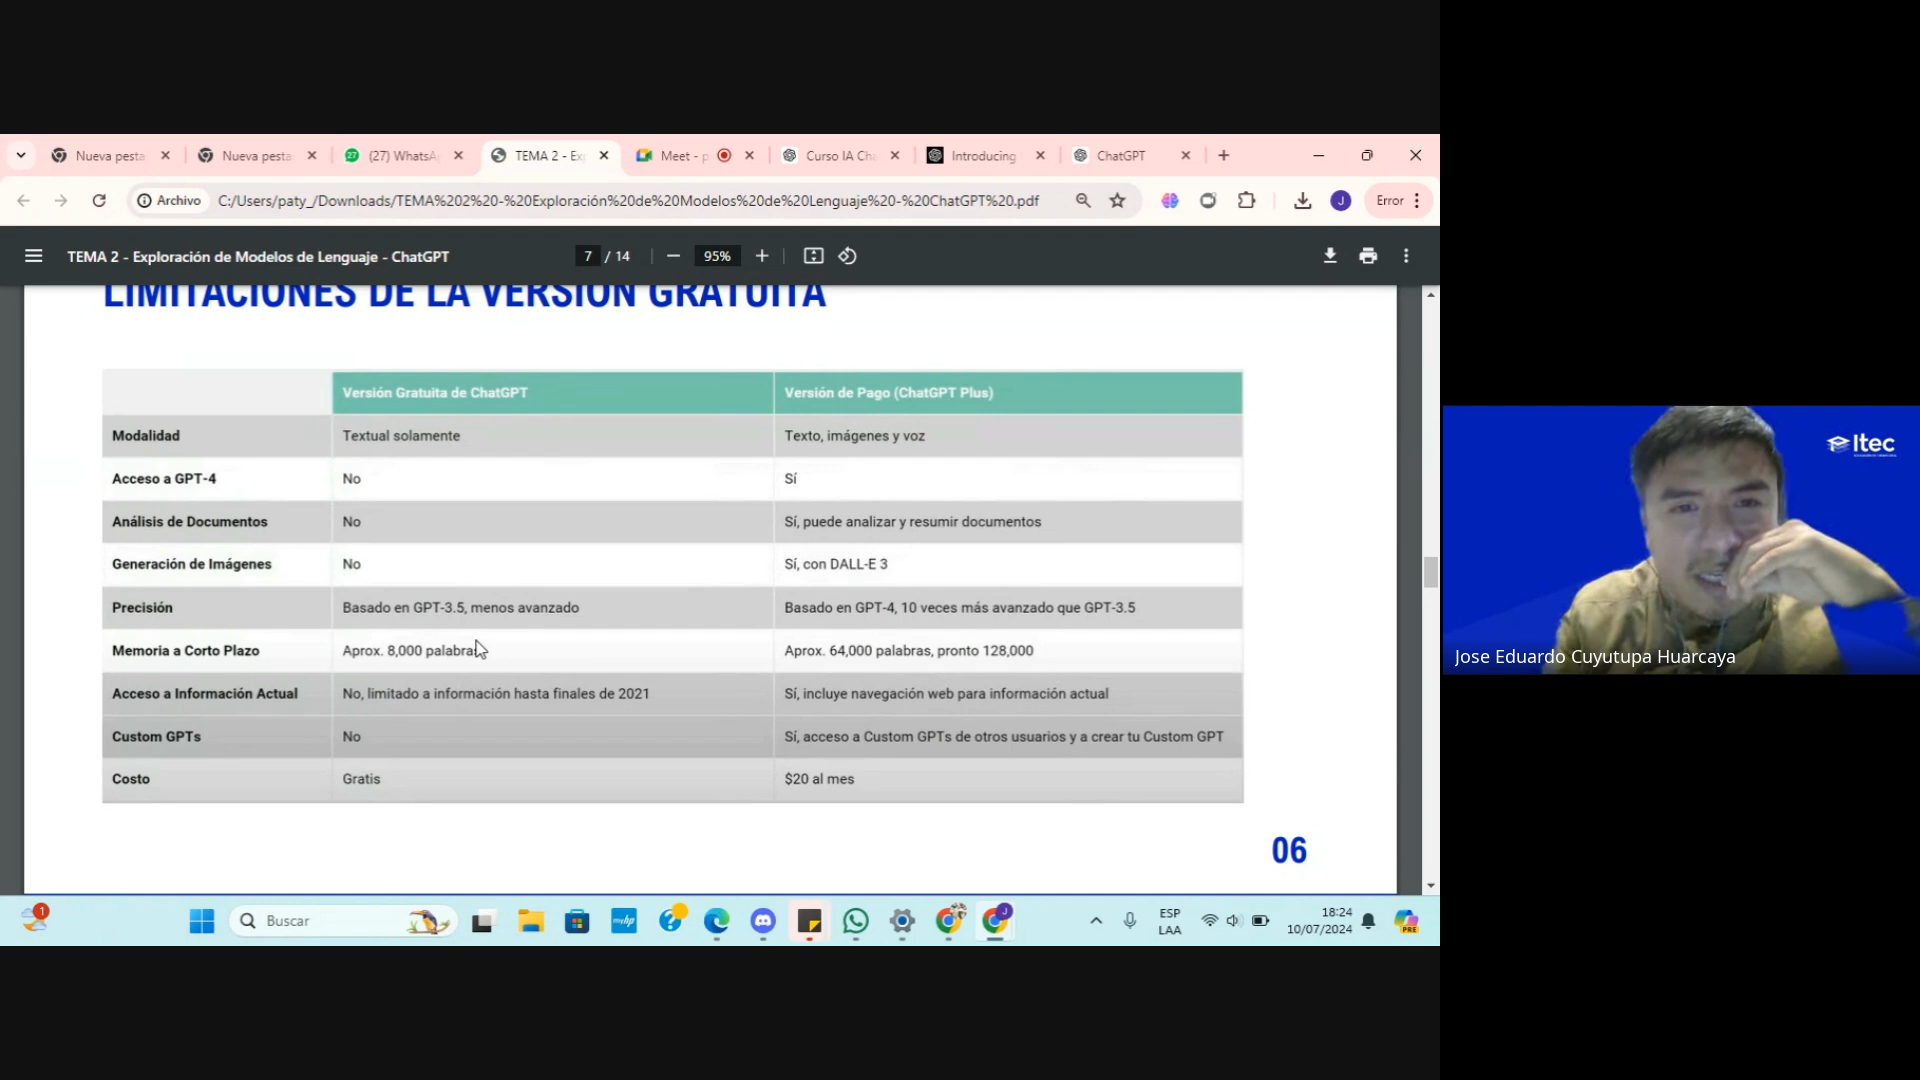 Nueva pesta
Nueva pesta
(27) WhatsA
TEMA 2 - Ex
Meet - p
Curso IA Ch
Introducing
ChatGPT
Archivo
C:/Users/paty_/Downloads/TEMA%202%20-%20Exploración%20de%20Modelos%20de%20Lenguaje%20-%20ChatGPT%20.pdf
J
Error
TEMA 2 - Exploración de Modelos de Lenguaje - ChatGPT
7 / 14
95%
LIMITACIONES DE LA VERSIÓN GRATUITA
Versión Gratuita de ChatGPT
Versión de Pago (ChatGPT Plus)
Modalidad
Textual solamente
Texto, imágenes y voz
Acceso a GPT-4
No
Sí
Análisis de Documentos
No
Sí, puede analizar y resumir documentos
Generación de Imágenes
No
Sí, con DALL-E 3
Precisión
Basado en GPT-3.5, menos avanzado
Basado en GPT-4, 10 veces más avanzado que GPT-3.5
Memoria a Corto Plazo
Aprox. 8,000 palabras
Aprox. 64,000 palabras, pronto 128,000
Acceso a Información Actual
No, limitado a información hasta finales de 2021
Sí, incluye navegación web para información actual
Custom GPTs
No
Sí, acceso a Custom GPTs de otros usuarios y a crear tu Custom GPT
Costo
Gratis
$20 al mes
06
Itec
Jose Eduardo Cuyutupa Huarcaya
1
Buscar
myhp
J
ESP
LAA
18:24
10/07/2024
PRE